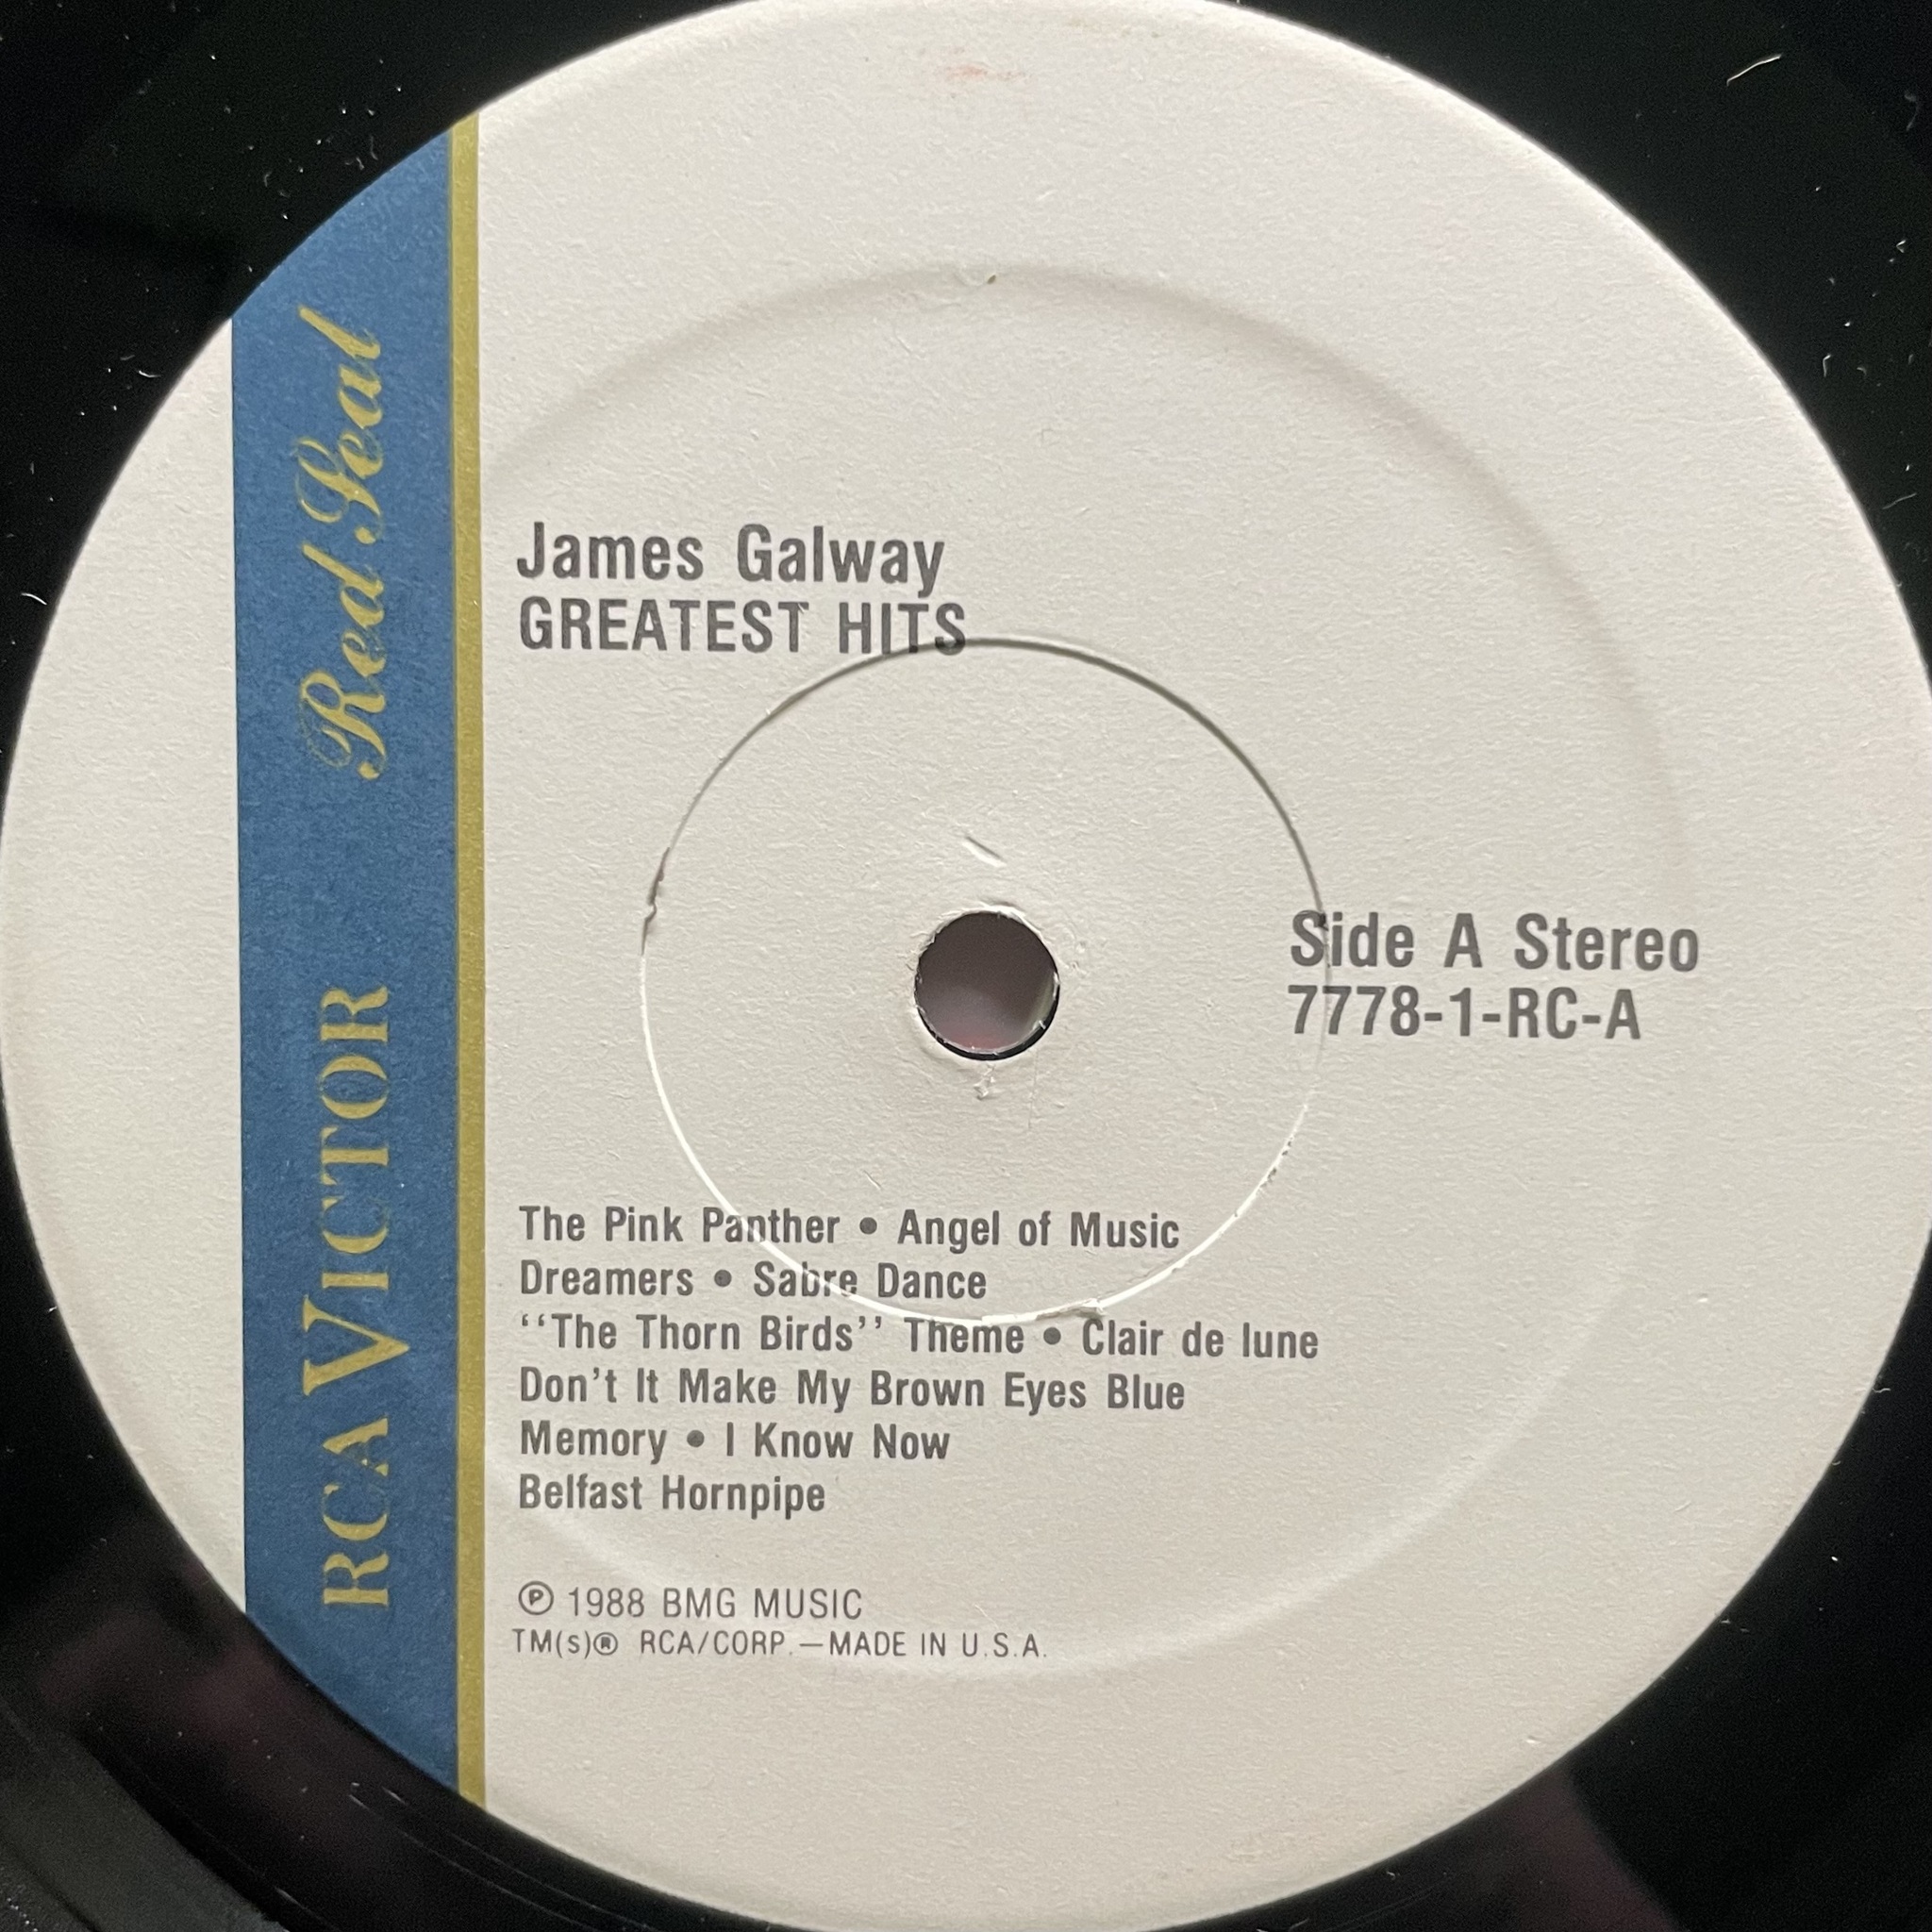 RCA VICTOR Red Seal
James Galway
GREATEST HITS
Side A Stereo
7778-1-RC-A
The Pink Panther • Angel of Music
Dreamers • Sabre Dance
‘‘The Thorn Birds’’ Theme • Clair de lune
Don’t It Make My Brown Eyes Blue
Memory • I Know Now
Belfast Hornpipe
℗ 1988 BMG MUSIC
TM(s)® RCA/CORP.—MADE IN U.S.A.